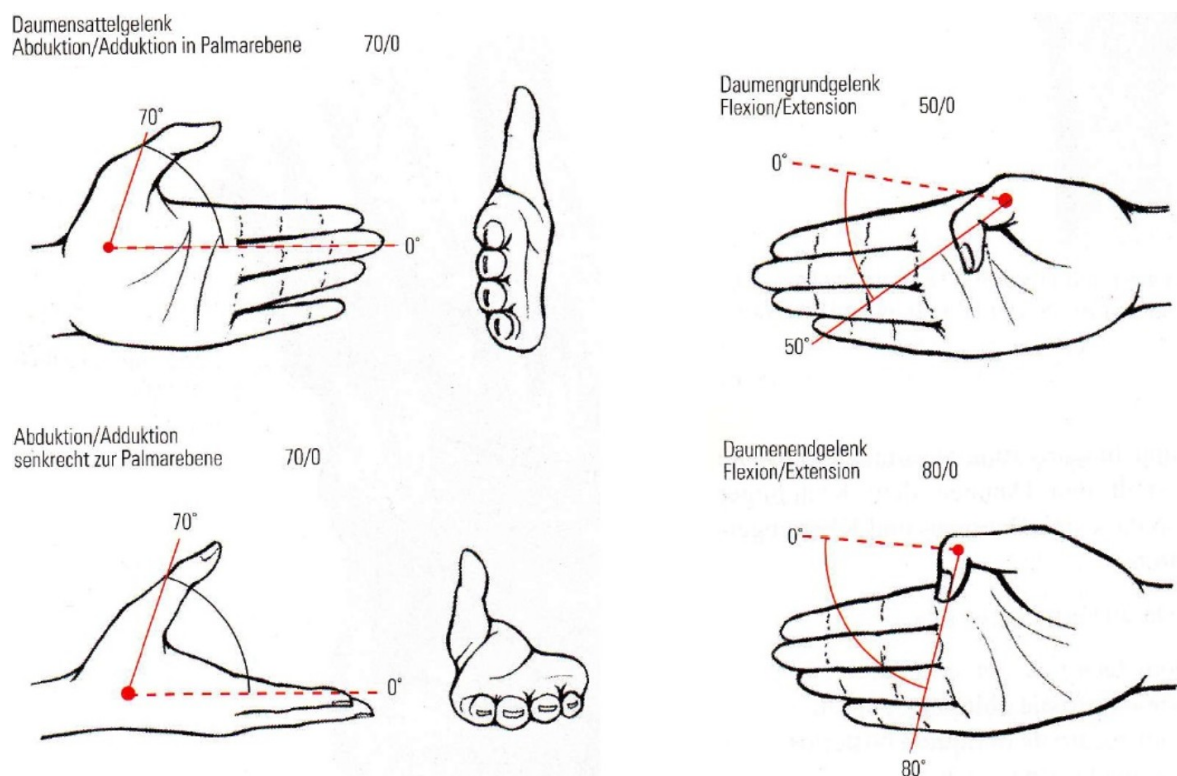 Daumensattelgelenk
Abduktion/Adduktion in Palmarebene 70/0
70°
0°
Abduktion/Adduktion
senkrecht zur Palmarebene 70/0
70°
0°
Daumengrundgelenk
Flexion/Extension 50/0
0°
50°
Daumenendgelenk
Flexion/Extension 80/0
0°
80°